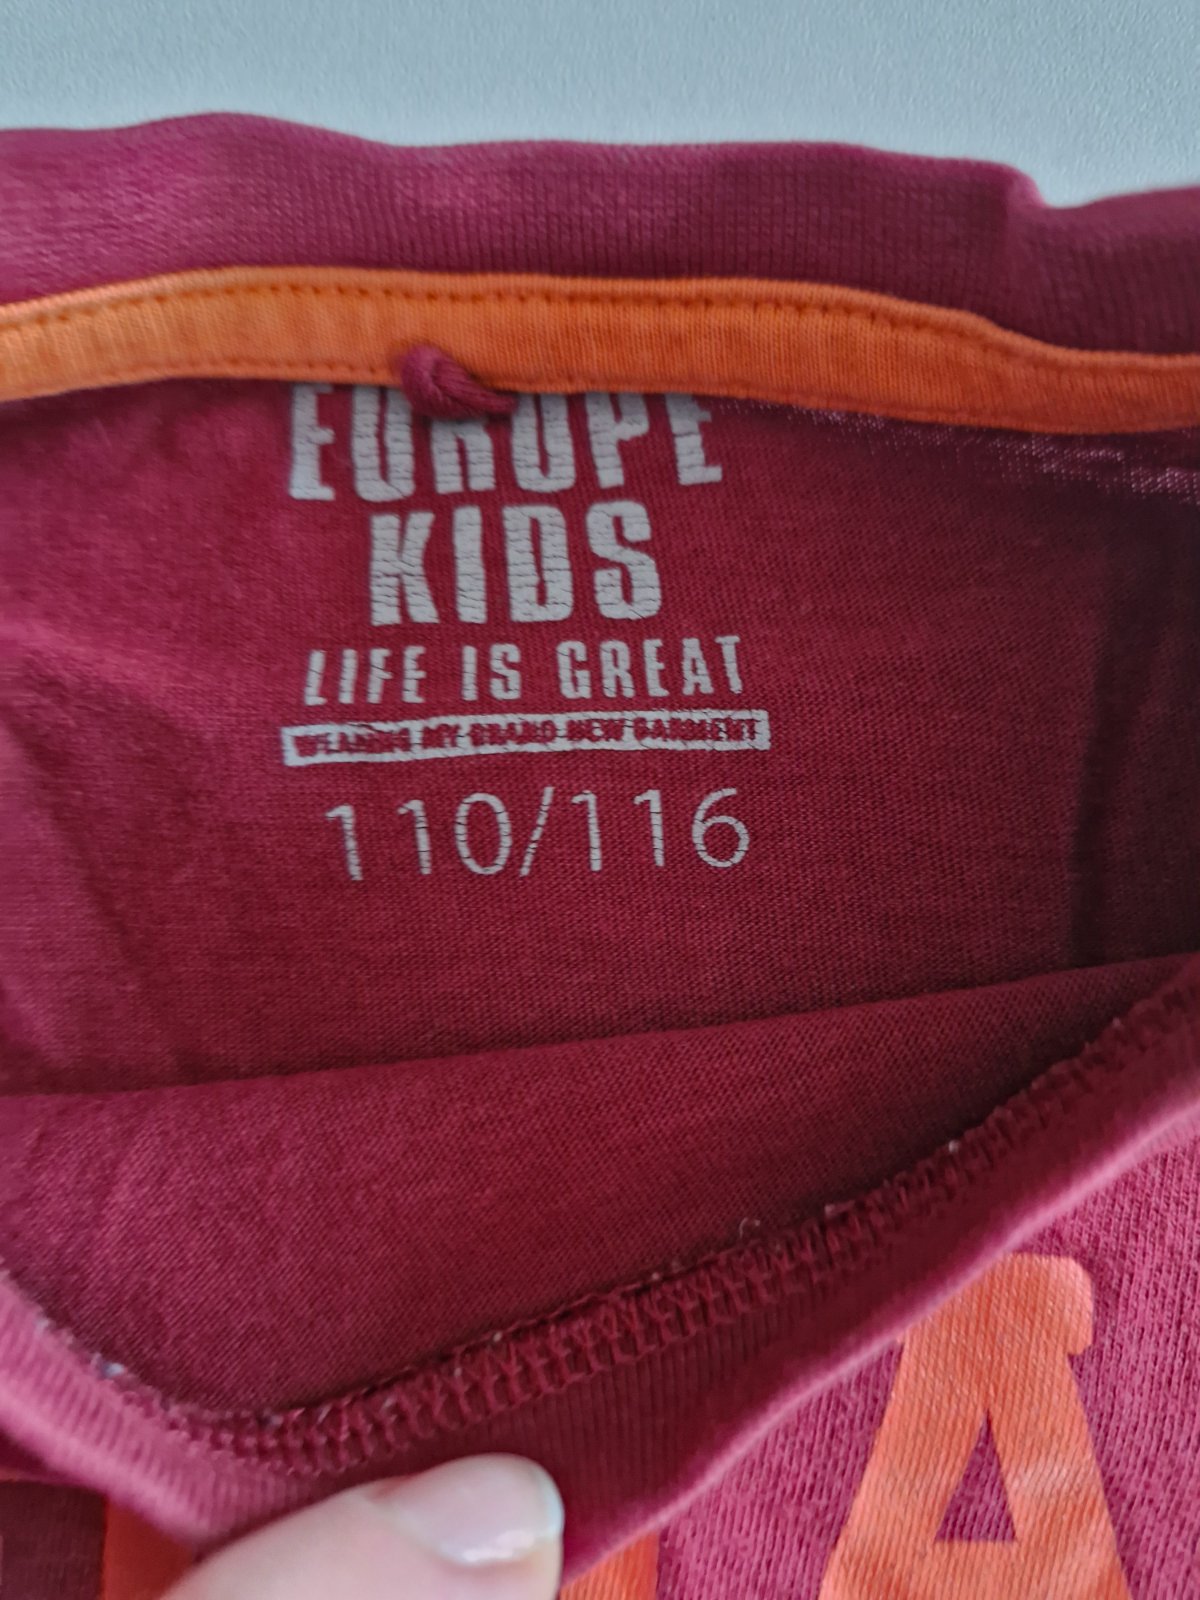 EUROPE
KIDS
LIFE IS GREAT
WEARING MY BRAND NEW GARMENT
110/116
A